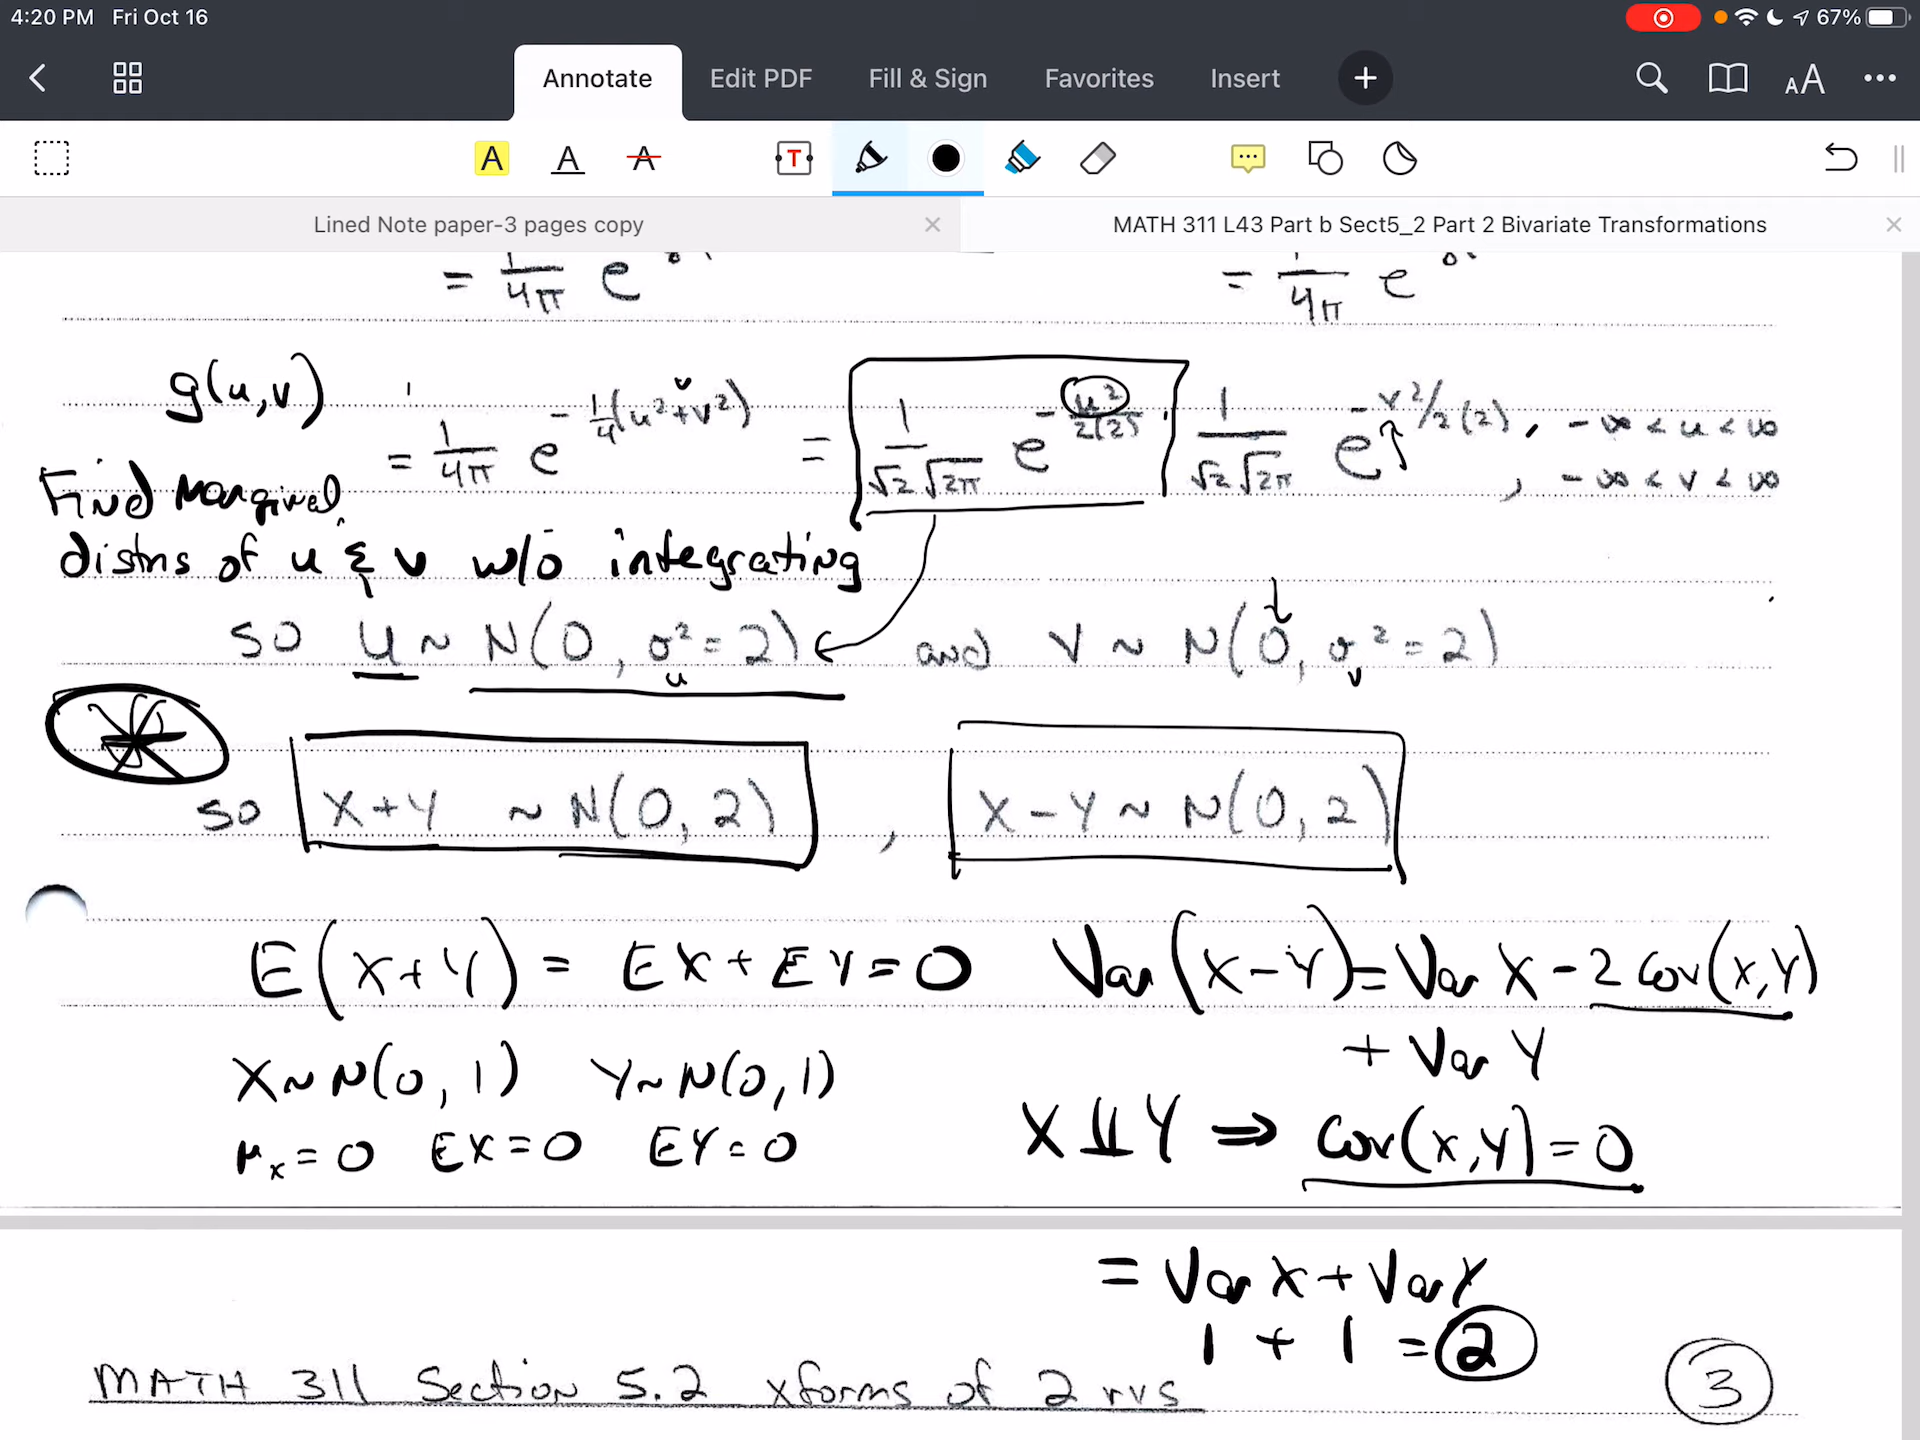 4:20 PM Fri Oct 16 67%
Annotate Edit PDF Fill & Sign Favorites Insert
Lined Note paper-3 pages copy
MATH 311 L43 Part b Sect5_2 Part 2 Bivariate Transformations
= 1/4π e = 1/4π e
g(u,v) = 1/4π e^{-1/4(u²+v²)} = 1/(√2 √2π) e^{-u²/2(2)} · 1/(√2 √2π) e^{-v²/2(2)}, -∞ < u < ∞
, -∞ < v < ∞
Find Marginal
distns of u & v w/o integrating
so u ~ N(0, σ²_u = 2) and V ~ N(0, σ²_v = 2)
so X+Y ~ N(0, 2) , X-Y ~ N(0, 2)
E(X+Y) = EX + EY = 0 Var(X-Y) = Var X - 2 Cov(X,Y)
+ Var Y
X ~ N(0, 1) Y ~ N(0, 1)
μ_x = 0 EX = 0 EY = 0
X ⫫ Y ⇒ Cov(X,Y) = 0
= Var X + Var Y
1 + 1 = 2
MATH 311 Section 5.2 xforms of 2 rvs
3